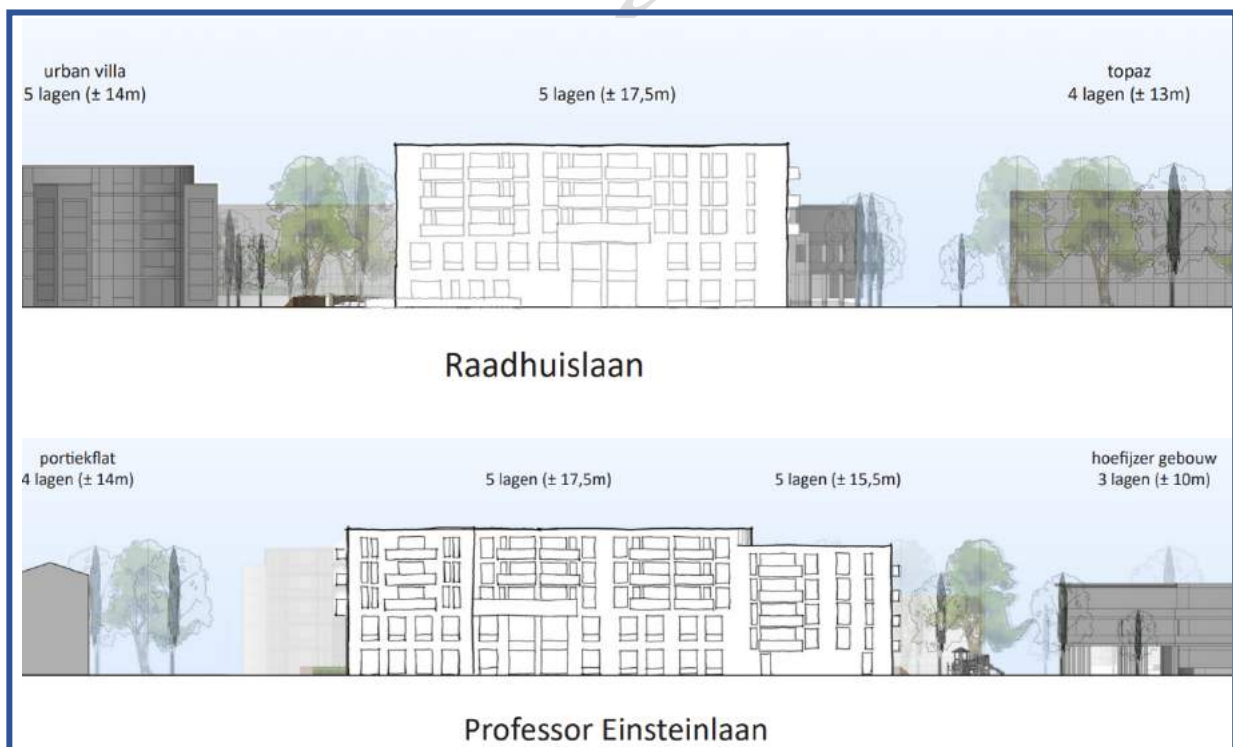 urban villa
5 lagen (± 14m)
5 lagen (± 17,5m)
topaz
4 lagen (± 13m)
Raadhuislaan
portiekflat
4 lagen (± 14m)
5 lagen (± 17,5m)
5 lagen (± 15,5m)
hoefijzer gebouw
3 lagen (± 10m)
Professor Einsteinlaan